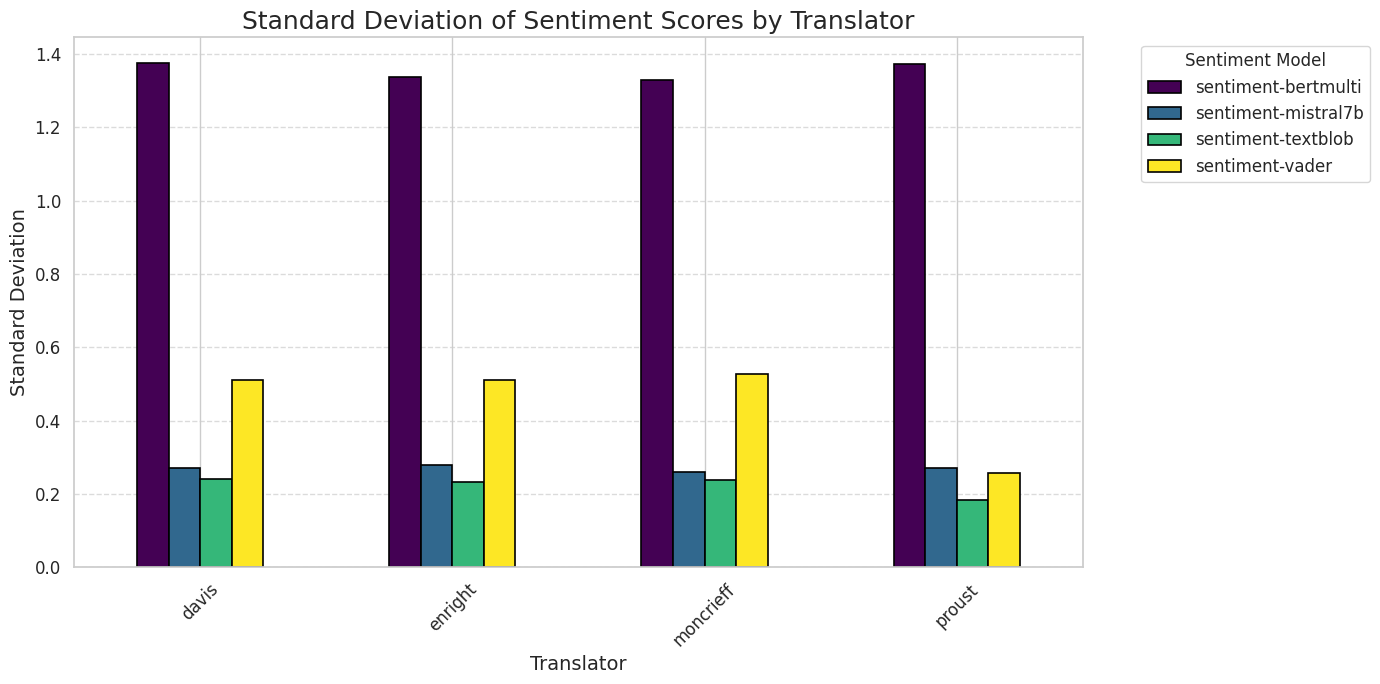 Standard Deviation of Sentiment Scores by Translator
Standard Deviation
1.4
1.2
1.0
0.8
0.6
0.4
0.2
0.0
davis
enright
moncrieff
proust
Translator
Sentiment Model
sentiment-bertmulti
sentiment-mistral7b
sentiment-textblob
sentiment-vader